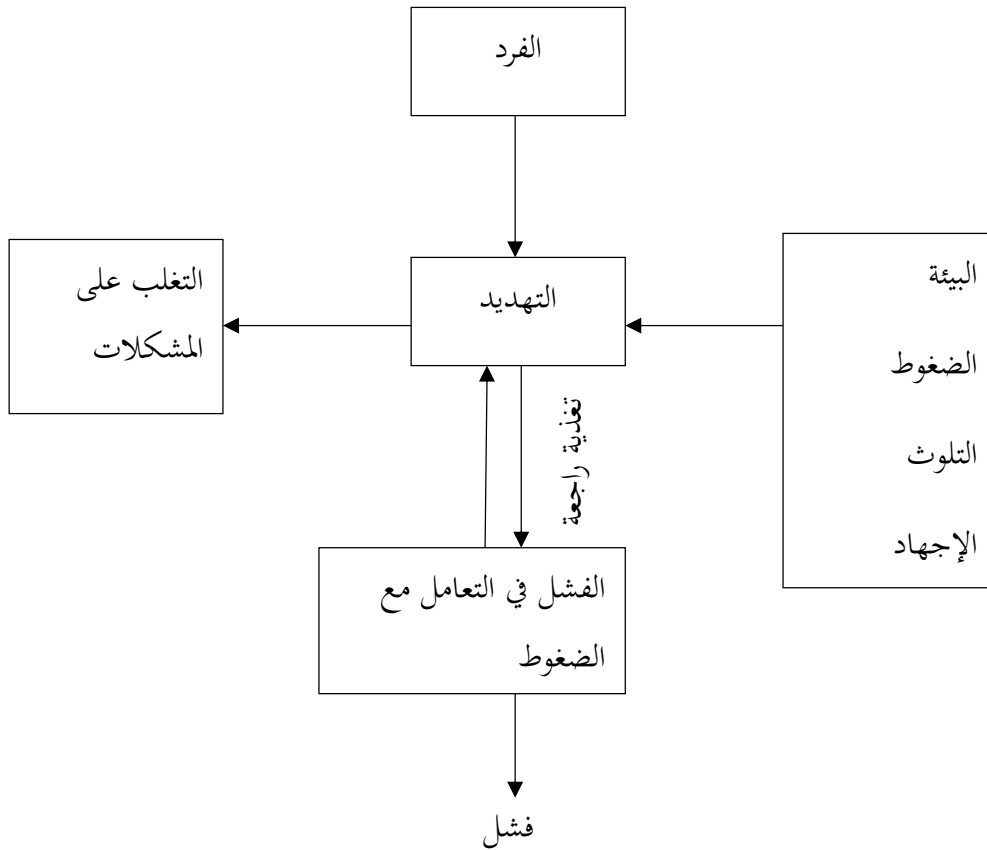 الفرد
البيئة
الضغوط
التلوث
الإجهاد
التهديد
التغلب على
المشكلات
تغذية راجعة
الفشل في التعامل مع
الضغوط
فشل